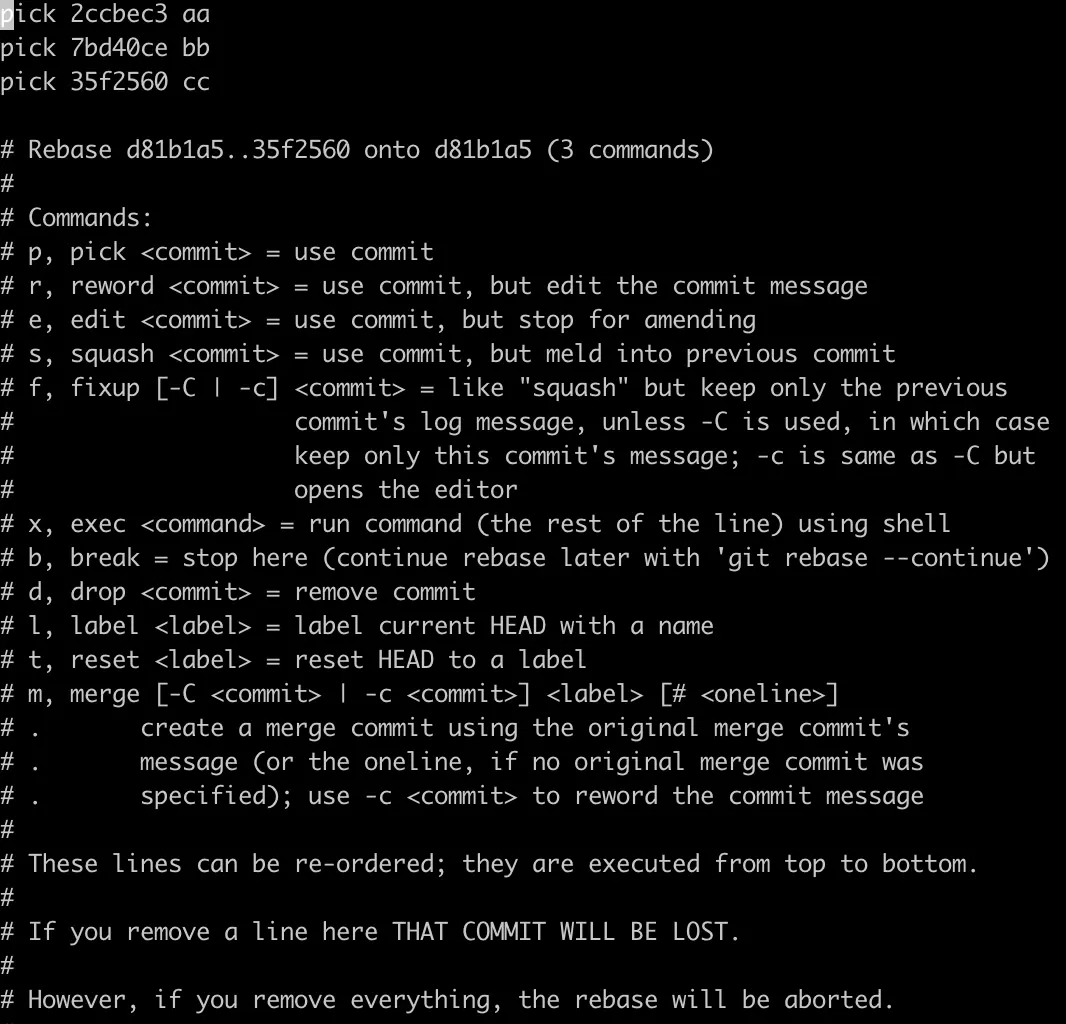 pick 2ccbec3 aa
pick 7bd40ce bb
pick 35f2560 cc

# Rebase d81b1a5..35f2560 onto d81b1a5 (3 commands)
#
# Commands:
# p, pick <commit> = use commit
# r, reword <commit> = use commit, but edit the commit message
# e, edit <commit> = use commit, but stop for amending
# s, squash <commit> = use commit, but meld into previous commit
# f, fixup [-C | -c] <commit> = like "squash" but keep only the previous
#                    commit's log message, unless -C is used, in which case
#                    keep only this commit's message; -c is same as -C but
#                    opens the editor
# x, exec <command> = run command (the rest of the line) using shell
# b, break = stop here (continue rebase later with 'git rebase --continue')
# d, drop <commit> = remove commit
# l, label <label> = label current HEAD with a name
# t, reset <label> = reset HEAD to a label
# m, merge [-C <commit> | -c <commit>] <label> [# <oneline>]
# .       create a merge commit using the original merge commit's
# .       message (or the oneline, if no original merge commit was
# .       specified); use -c <commit> to reword the commit message
#
# These lines can be re-ordered; they are executed from top to bottom.
#
# If you remove a line here THAT COMMIT WILL BE LOST.
#
# However, if you remove everything, the rebase will be aborted.